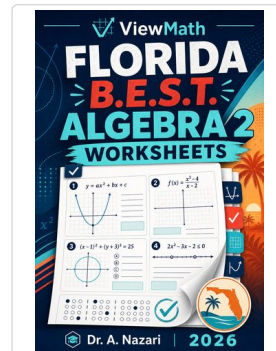 ViewMath
FLORIDA
B.E.S.T.
ALGEBRA 2
WORKSHEETS
1 y = ax² + bx + c
2 f(x) = x²-4/x-2
3 (x-1)² + (y+3)² = 25
4 2x² - 3x - 2 ≤ 0
Dr. A. Nazari | 2026